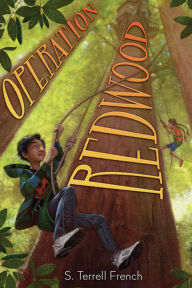 OPERATION
REDWOOD
S. Terrell French